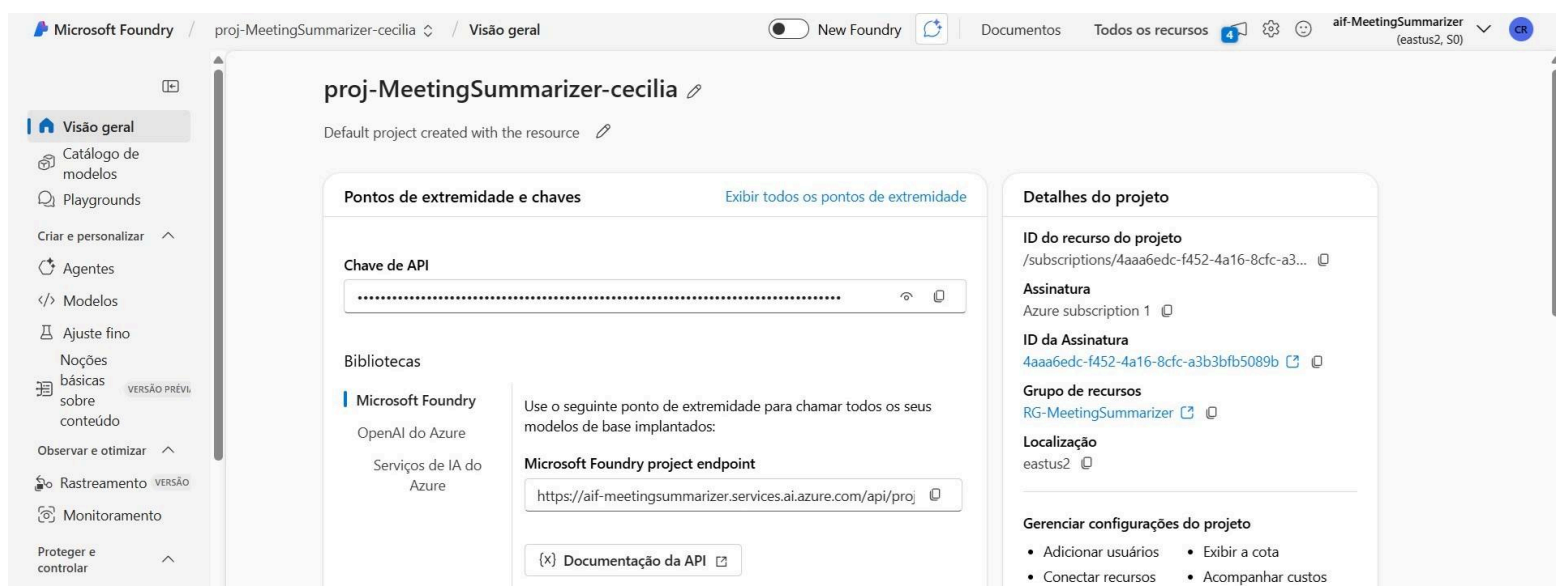 Microsoft Foundry / proj-MeetingSummarizer-cecilia / Visão geral
New Foundry
Documentos
Todos os recursos
4
aif-MeetingSummarizer
(eastus2, S0)
CR
Visão geral
Catálogo de
modelos
Playgrounds
Criar e personalizar
Agentes
</> Modelos
Ajuste fino
Noções
básicas
sobre
conteúdo
VERSÃO PRÉVI
Observar e otimizar
Rastreamento VERSÃO
Monitoramento
Proteger e
controlar
proj-MeetingSummarizer-cecilia
Default project created with the resource
Pontos de extremidade e chaves
Exibir todos os pontos de extremidade
Chave de API
Bibliotecas
Microsoft Foundry
OpenAI do Azure
Serviços de IA do
Azure
Use o seguinte ponto de extremidade para chamar todos os seus
modelos de base implantados:
Microsoft Foundry project endpoint
https://aif-meetingsummarizer.services.ai.azure.com/api/proj
{x} Documentação da API
Detalhes do projeto
ID do recurso do projeto
/subscriptions/4aaa6edc-f452-4a16-8cfc-a3...
Assinatura
Azure subscription 1
ID da Assinatura
4aaa6edc-f452-4a16-8cfc-a3b3bfb5089b
Grupo de recursos
RG-MeetingSummarizer
Localização
eastus2
Gerenciar configurações do projeto
• Adicionar usuários
• Exibir a cota
• Conectar recursos
• Acompanhar custos